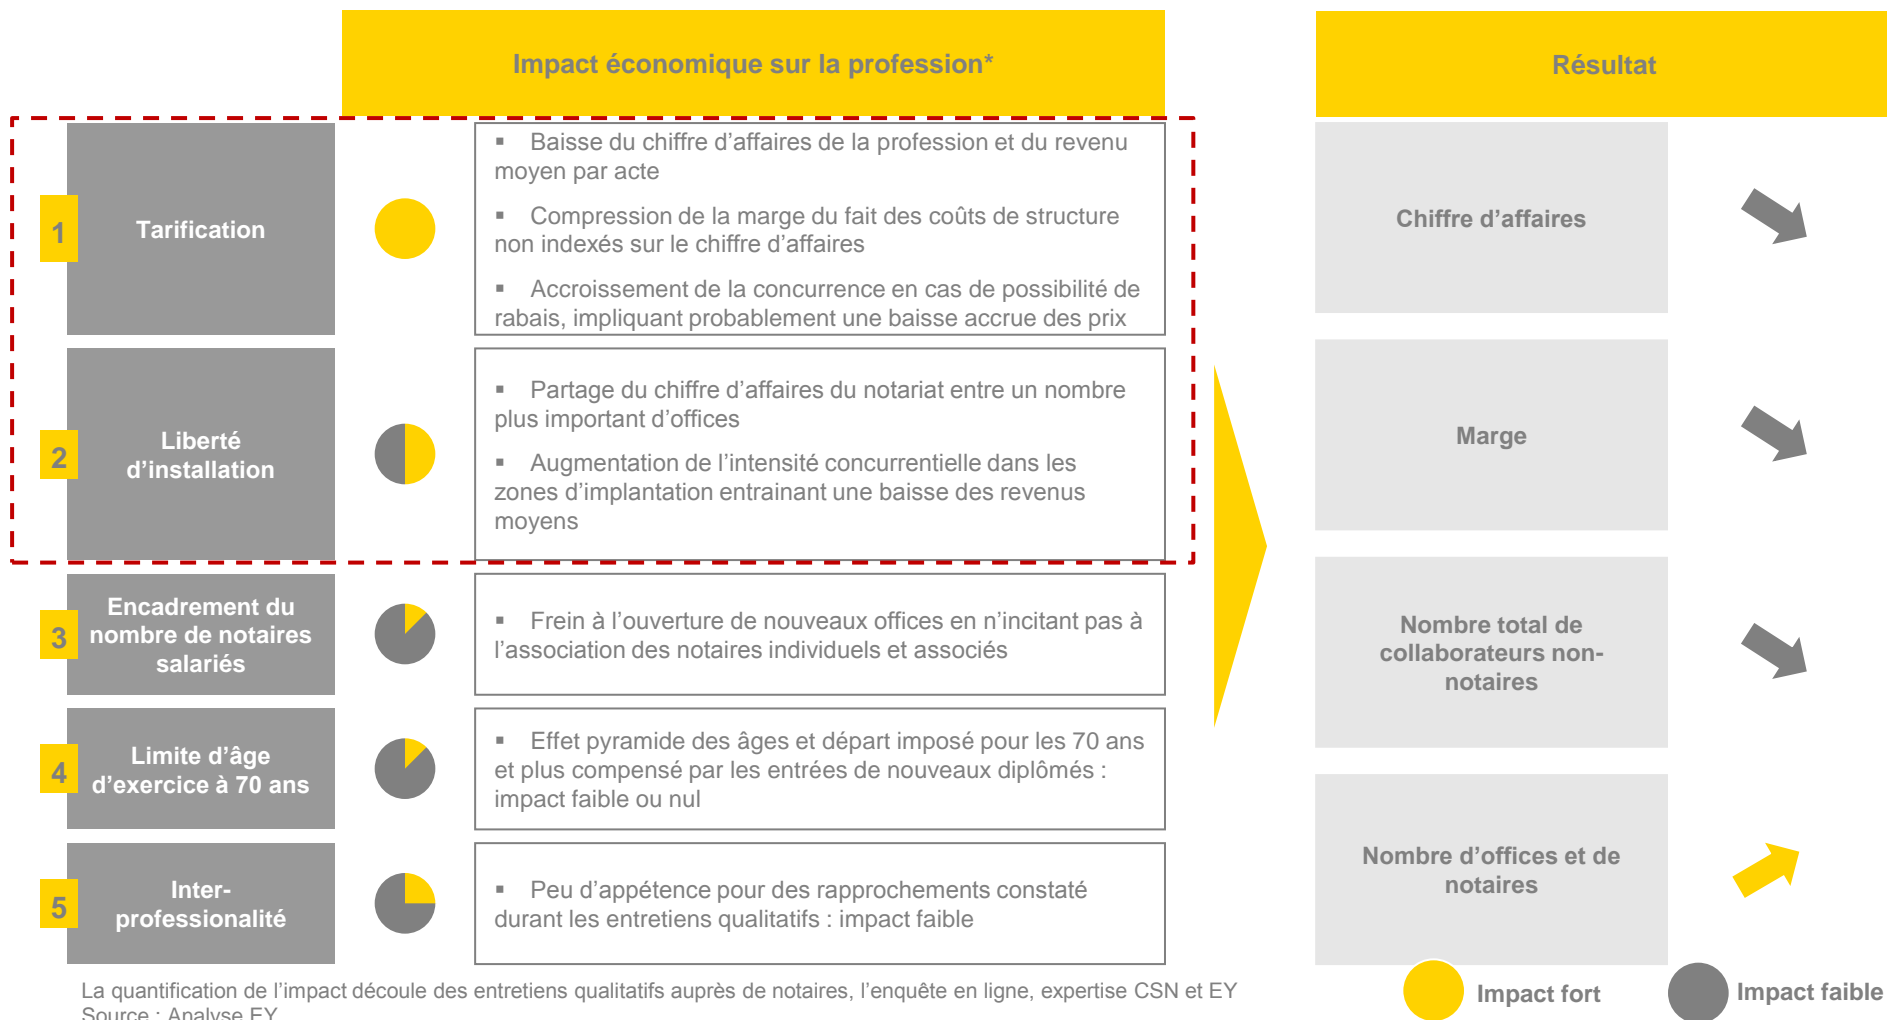 Impact économique sur la profession*
Résultat
1
Tarification
▪ Baisse du chiffre d'affaires de la profession et du revenu
moyen par acte
▪ Compression de la marge du fait des coûts de structure
non indexés sur le chiffre d'affaires
▪ Accroissement de la concurrence en cas de possibilité de
rabais, impliquant probablement une baisse accrue des prix
2
Liberté
d'installation
▪ Partage du chiffre d'affaires du notariat entre un nombre
plus important d'offices
▪ Augmentation de l'intensité concurrentielle dans les
zones d'implantation entrainant une baisse des revenus
moyens
3
Encadrement du
nombre de notaires
salariés
▪ Frein à l'ouverture de nouveaux offices en n'incitant pas à
l'association des notaires individuels et associés
4
Limite d'âge
d'exercice à 70 ans
▪ Effet pyramide des âges et départ imposé pour les 70 ans
et plus compensé par les entrées de nouveaux diplômés :
impact faible ou nul
5
Inter-
professionalité
▪ Peu d'appétence pour des rapprochements constaté
durant les entretiens qualitatifs : impact faible
Chiffre d'affaires
Marge
Nombre total de
collaborateurs non-
notaires
Nombre d'offices et de
notaires
La quantification de l'impact découle des entretiens qualitatifs auprès de notaires, l'enquête en ligne, expertise CSN et EY
Source : Analyse EY
Impact fort
Impact faible